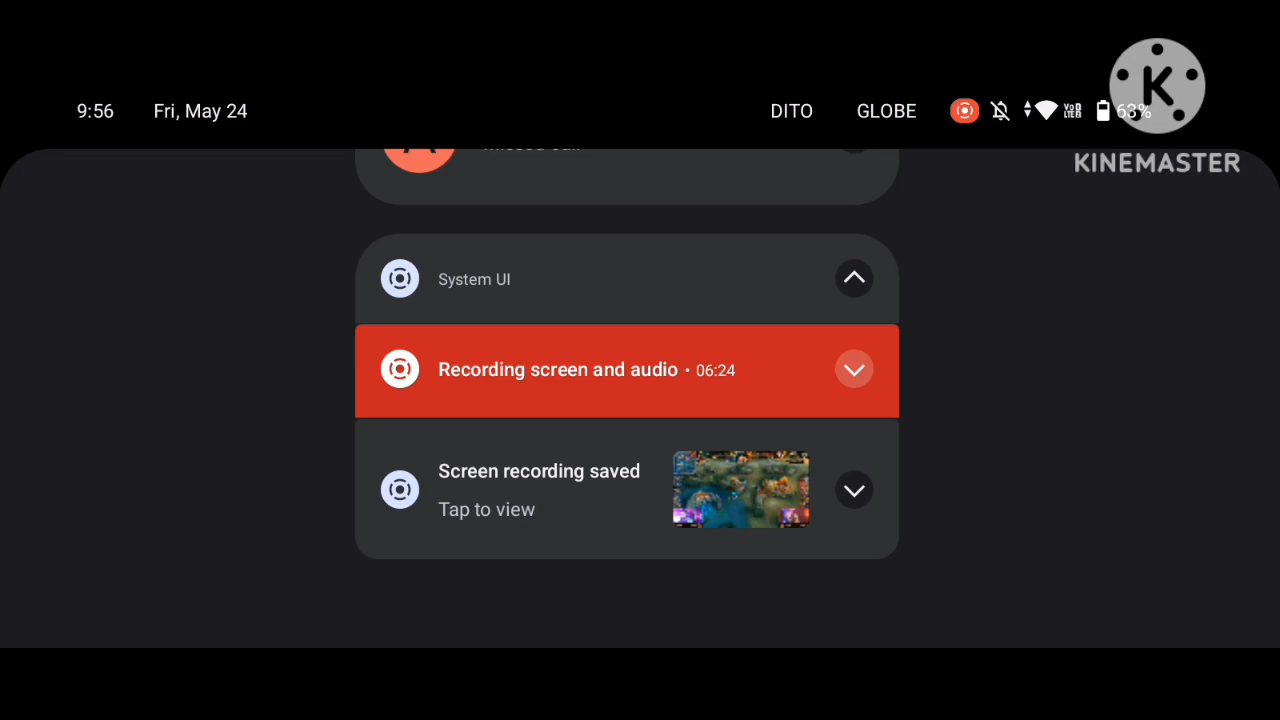 9:56 Fri, May 24 DITO GLOBE 63%
KINEMASTER
System UI
Recording screen and audio • 06:24
Screen recording saved
Tap to view